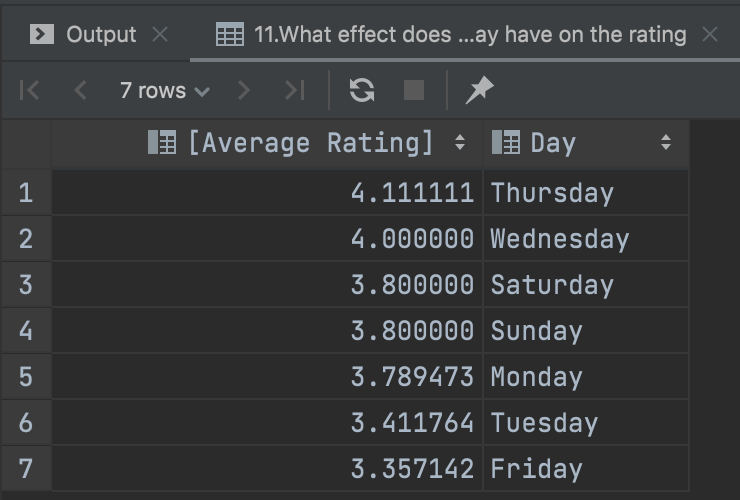 Output 11.What effect does ...ay have on the rating
7 rows
[Average Rating] Day
1 4.111111 Thursday
2 4.000000 Wednesday
3 3.800000 Saturday
4 3.800000 Sunday
5 3.789473 Monday
6 3.411764 Tuesday
7 3.357142 Friday